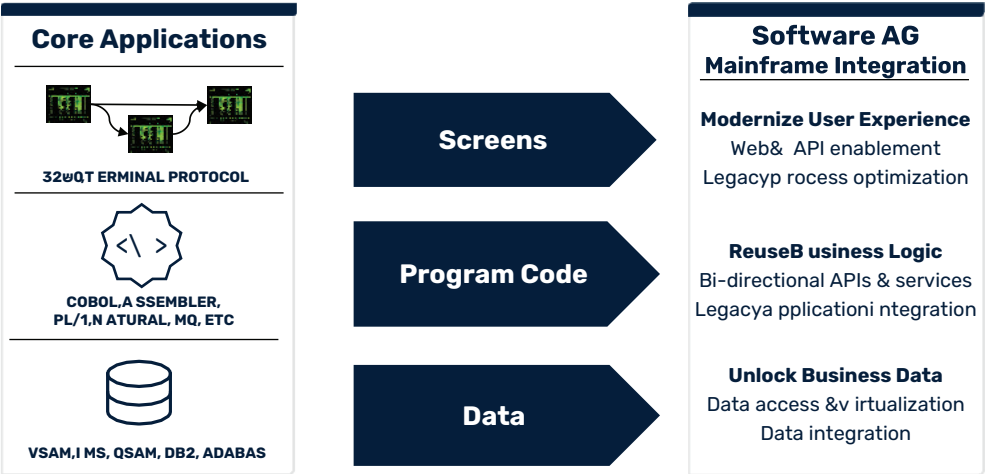 Core Applications
32שQT ERMINAL PROTOCOL
</>
COBOL,A SSEMBLER,
PL/1,N ATURAL, MQ, ETC
VSAM,I MS, QSAM, DB2, ADABAS
Screens
Program Code
Data
Software AG
Mainframe Integration
Modernize User Experience
Web& API enablement
Legacyp rocess optimization
ReuseB usiness Logic
Bi-directional APIs & services
Legacya pplicationi ntegration
Unlock Business Data
Data access &v irtualization
Data integration